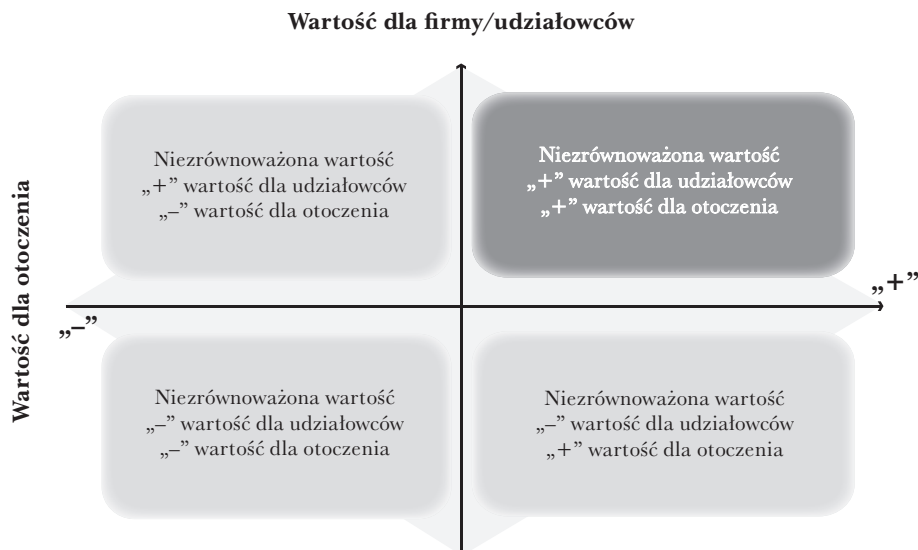 Wartość dla firmy/udziałowców
Niezrównoważona wartość
„+” wartość dla udziałowców
„–” wartość dla otoczenia
Niezrównoważona wartość
„+” wartość dla udziałowców
„+” wartość dla otoczenia
Wartość dla otoczenia
„+”
„–”
Niezrównoważona wartość
„–” wartość dla udziałowców
„–” wartość dla otoczenia
Niezrównoważona wartość
„–” wartość dla udziałowców
„+” wartość dla otoczenia